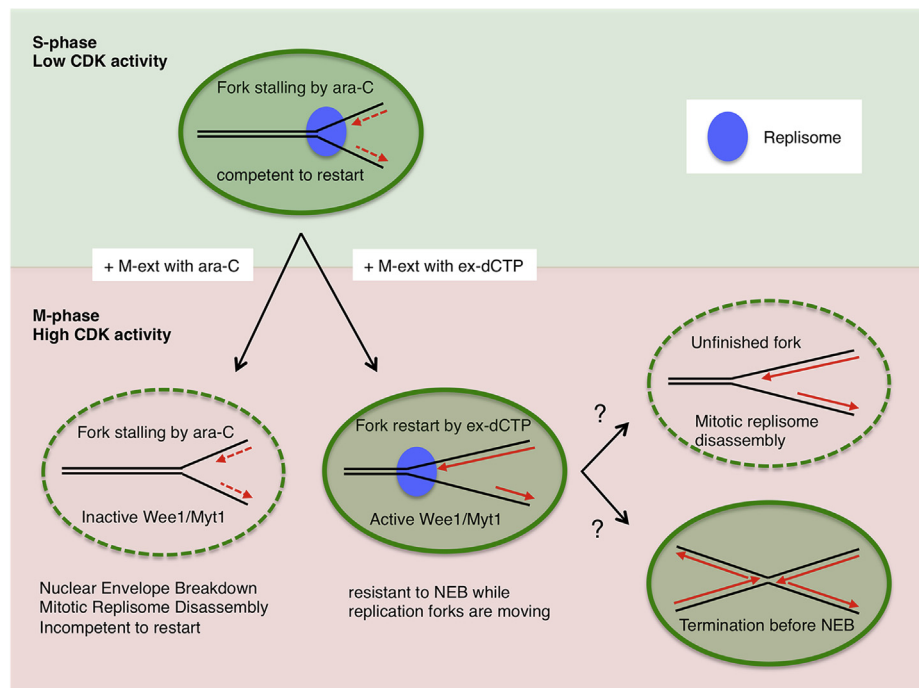 S-phase
Low CDK activity
Fork stalling by ara-C
competent to restart
Replisome
+ M-ext with ara-C
+ M-ext with ex-dCTP
M-phase
High CDK activity
Fork stalling by ara-C
Inactive Wee1/Myt1
Nuclear Envelope Breakdown
Mitotic Replisome Disassembly
Incompetent to restart
Fork restart by ex-dCTP
Active Wee1/Myt1
resistant to NEB while
replication forks are moving
?
?
Unfinished fork
Mitotic replisome
disassembly
Termination before NEB